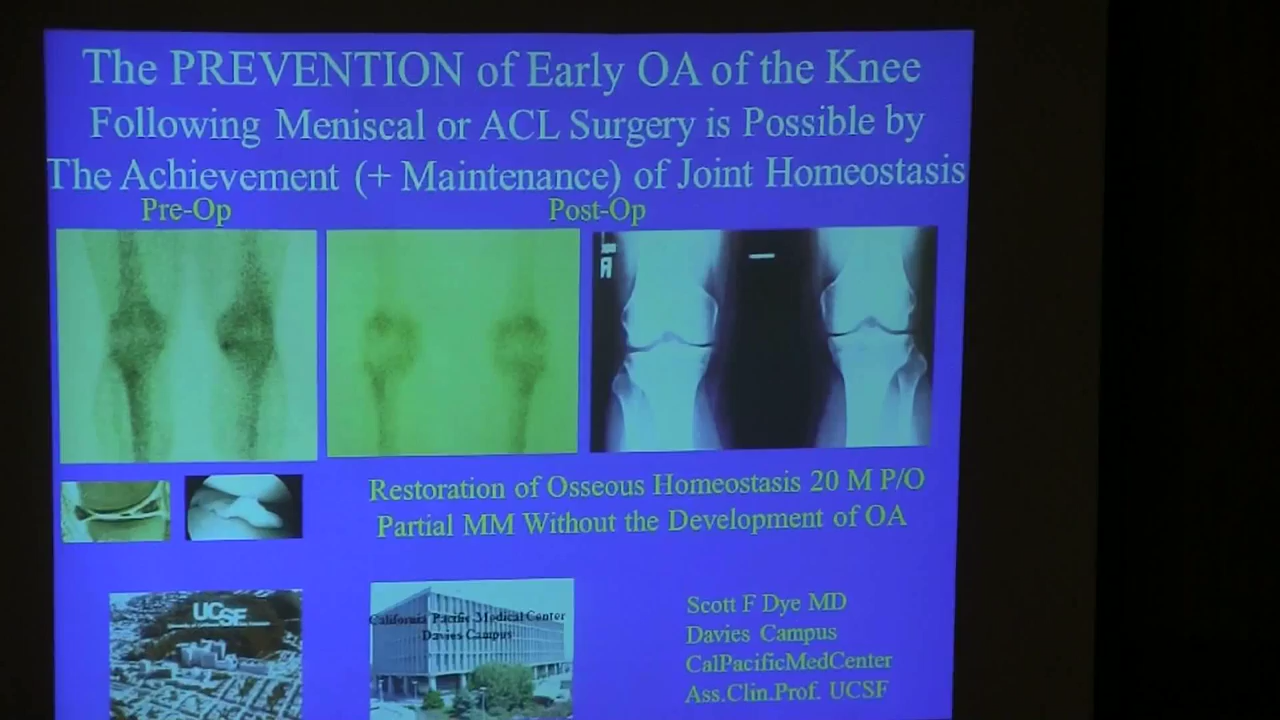 The PREVENTION of Early OA of the Knee
Following Meniscal or ACL Surgery is Possible by
The Achievement (+ Maintenance) of Joint Homeostasis
Pre-Op
Post-Op
R
Restoration of Osseous Homeostasis 20 M P/O
Partial MM Without the Development of OA
UCSF
California Pacific Medical Center
Davies Campus
Scott F Dye MD
Davies Campus
CalPacificMedCenter
Ass.Clin.Prof. UCSF